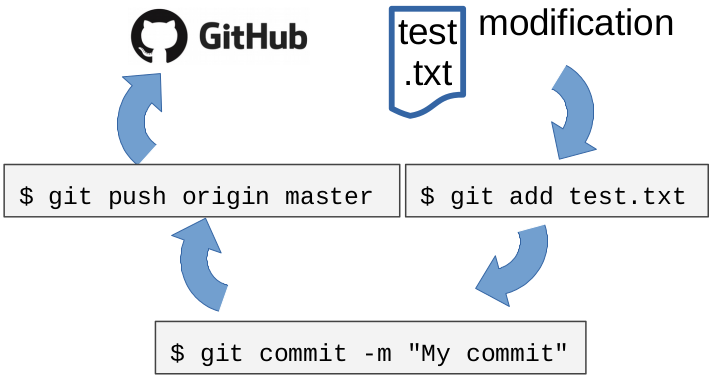 GitHub
test
.txt
modification
$ git push origin master
$ git add test.txt
$ git commit -m "My commit"